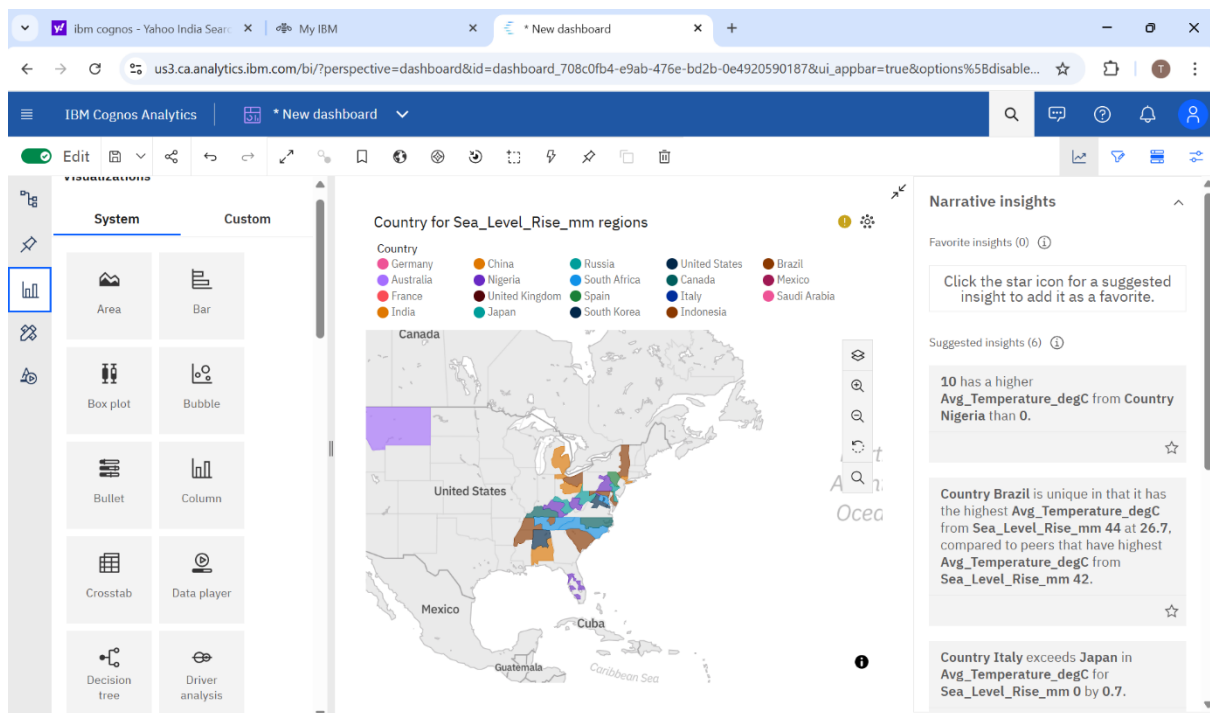 ibm cognos - Yahoo India Searc
My IBM
* New dashboard
us3.ca.analytics.ibm.com/bi/?perspective=dashboard&id=dashboard_708c0fb4-e9ab-476e-bd2b-0e4920590187&ui_appbar=true&options%5Bdisable...
T
IBM Cognos Analytics
* New dashboard
Edit
Visualizations
System
Custom
Area
Bar
Box plot
Bubble
Bullet
Column
Crosstab
Data player
Decision
tree
Driver
analysis
Country for Sea_Level_Rise_mm regions
Country
Germany
China
Russia
United States
Brazil
Australia
Nigeria
South Africa
Canada
Mexico
France
United Kingdom
Spain
Italy
Saudi Arabia
India
Japan
South Korea
Indonesia
Canada
United States
Mexico
Cuba
Guatemala
Caribbean Sea
Ocea
Narrative insights
Favorite insights (0)
Click the star icon for a suggested
insight to add it as a favorite.
Suggested insights (6)
10 has a higher
Avg_Temperature_degC from Country
Nigeria than 0.
Country Brazil is unique in that it has
the highest Avg_Temperature_degC
from Sea_Level_Rise_mm 44 at 26.7,
compared to peers that have highest
Avg_Temperature_degC from
Sea_Level_Rise_mm 42.
Country Italy exceeds Japan in
Avg_Temperature_degC for
Sea_Level_Rise_mm 0 by 0.7.